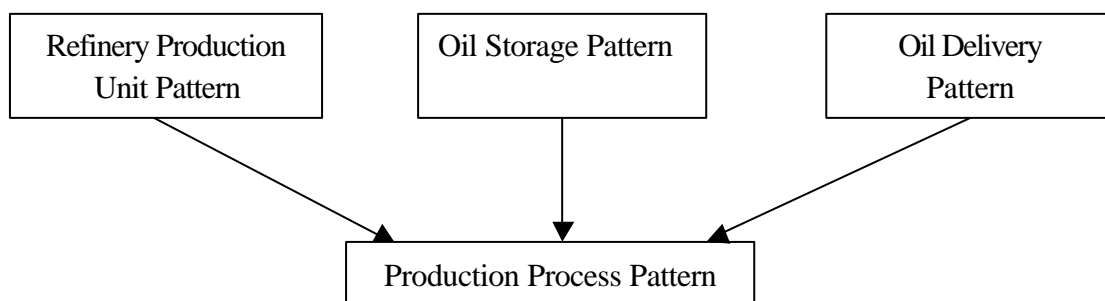 Refinery Production
Unit Pattern
Oil Storage Pattern
Oil Delivery
Pattern
Production Process Pattern